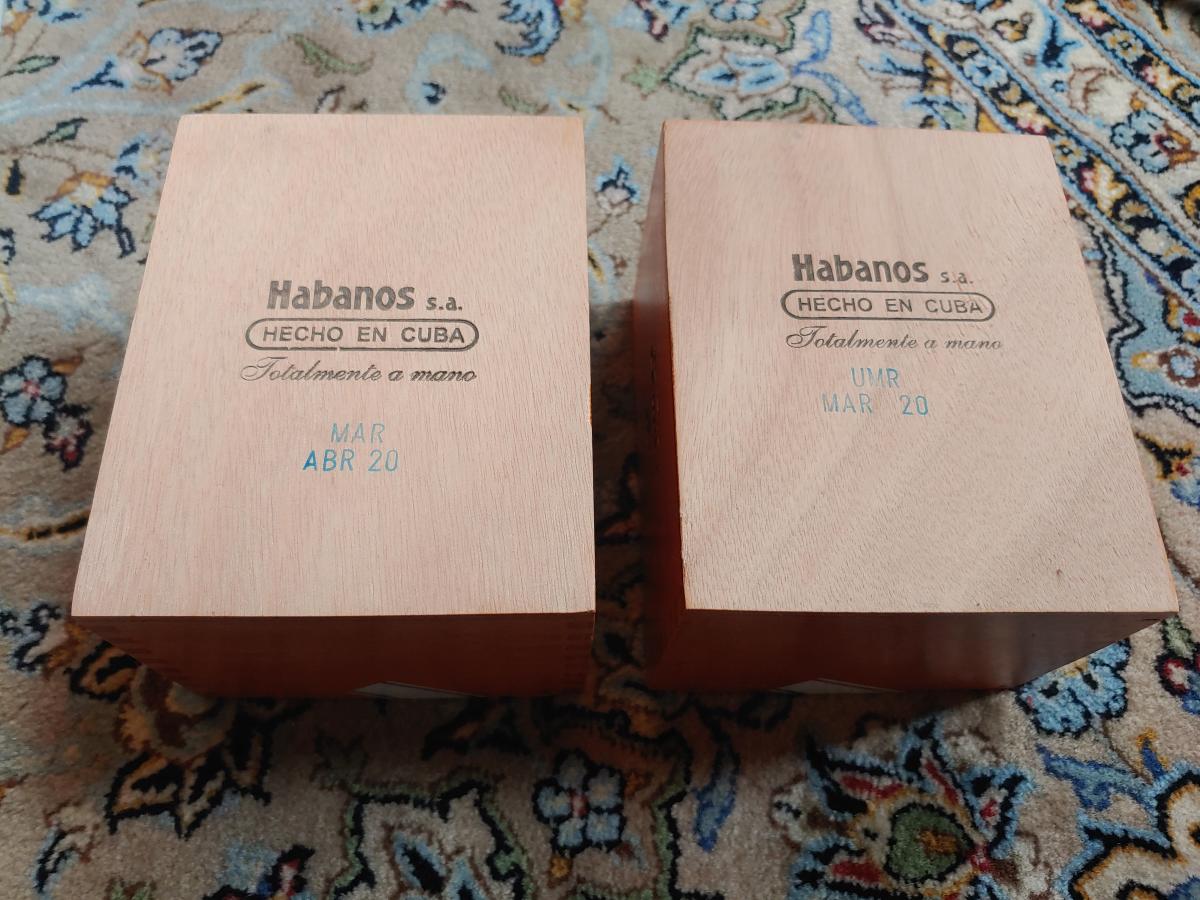 Habanos s.a.
HECHO EN CUBA
Totalmente a mano
MAR
ABR 20
Habanos s.a.
HECHO EN CUBA
Totalmente a mano
UMR
MAR 20